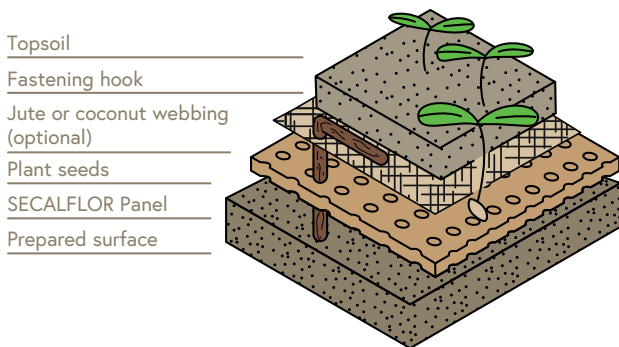 Topsoil
Fastening hook
Jute or coconut webbing
(optional)
Plant seeds
SECALFLOR Panel
Prepared surface